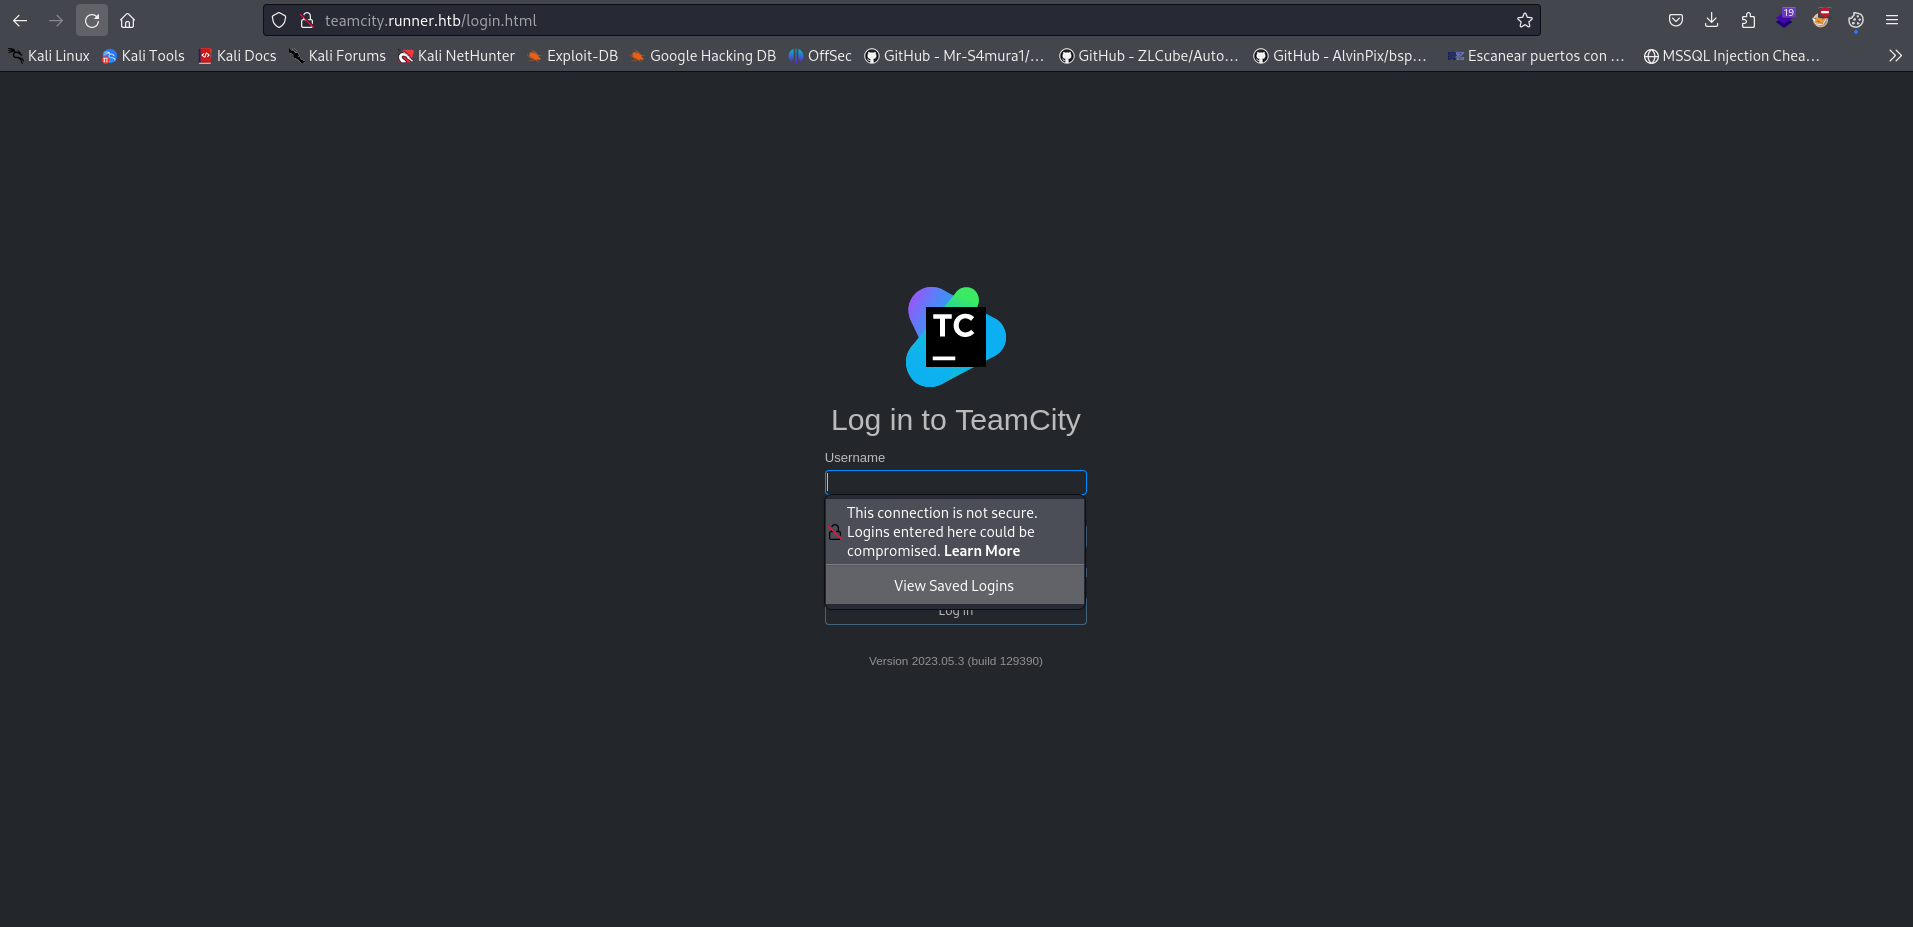 teamcity.runner.htb/login.html
19
Kali Linux Kali Tools Kali Docs Kali Forums Kali NetHunter Exploit-DB Google Hacking DB OffSec GitHub - Mr-S4mura1/... GitHub - ZLCube/Auto... GitHub - AlvinPix/bsp... Escanear puertos con ... MSSQL Injection Chea...
TC
Log in to TeamCity
Username
This connection is not secure.
Logins entered here could be
compromised. Learn More
View Saved Logins
Log in
Version 2023.05.3 (build 129390)